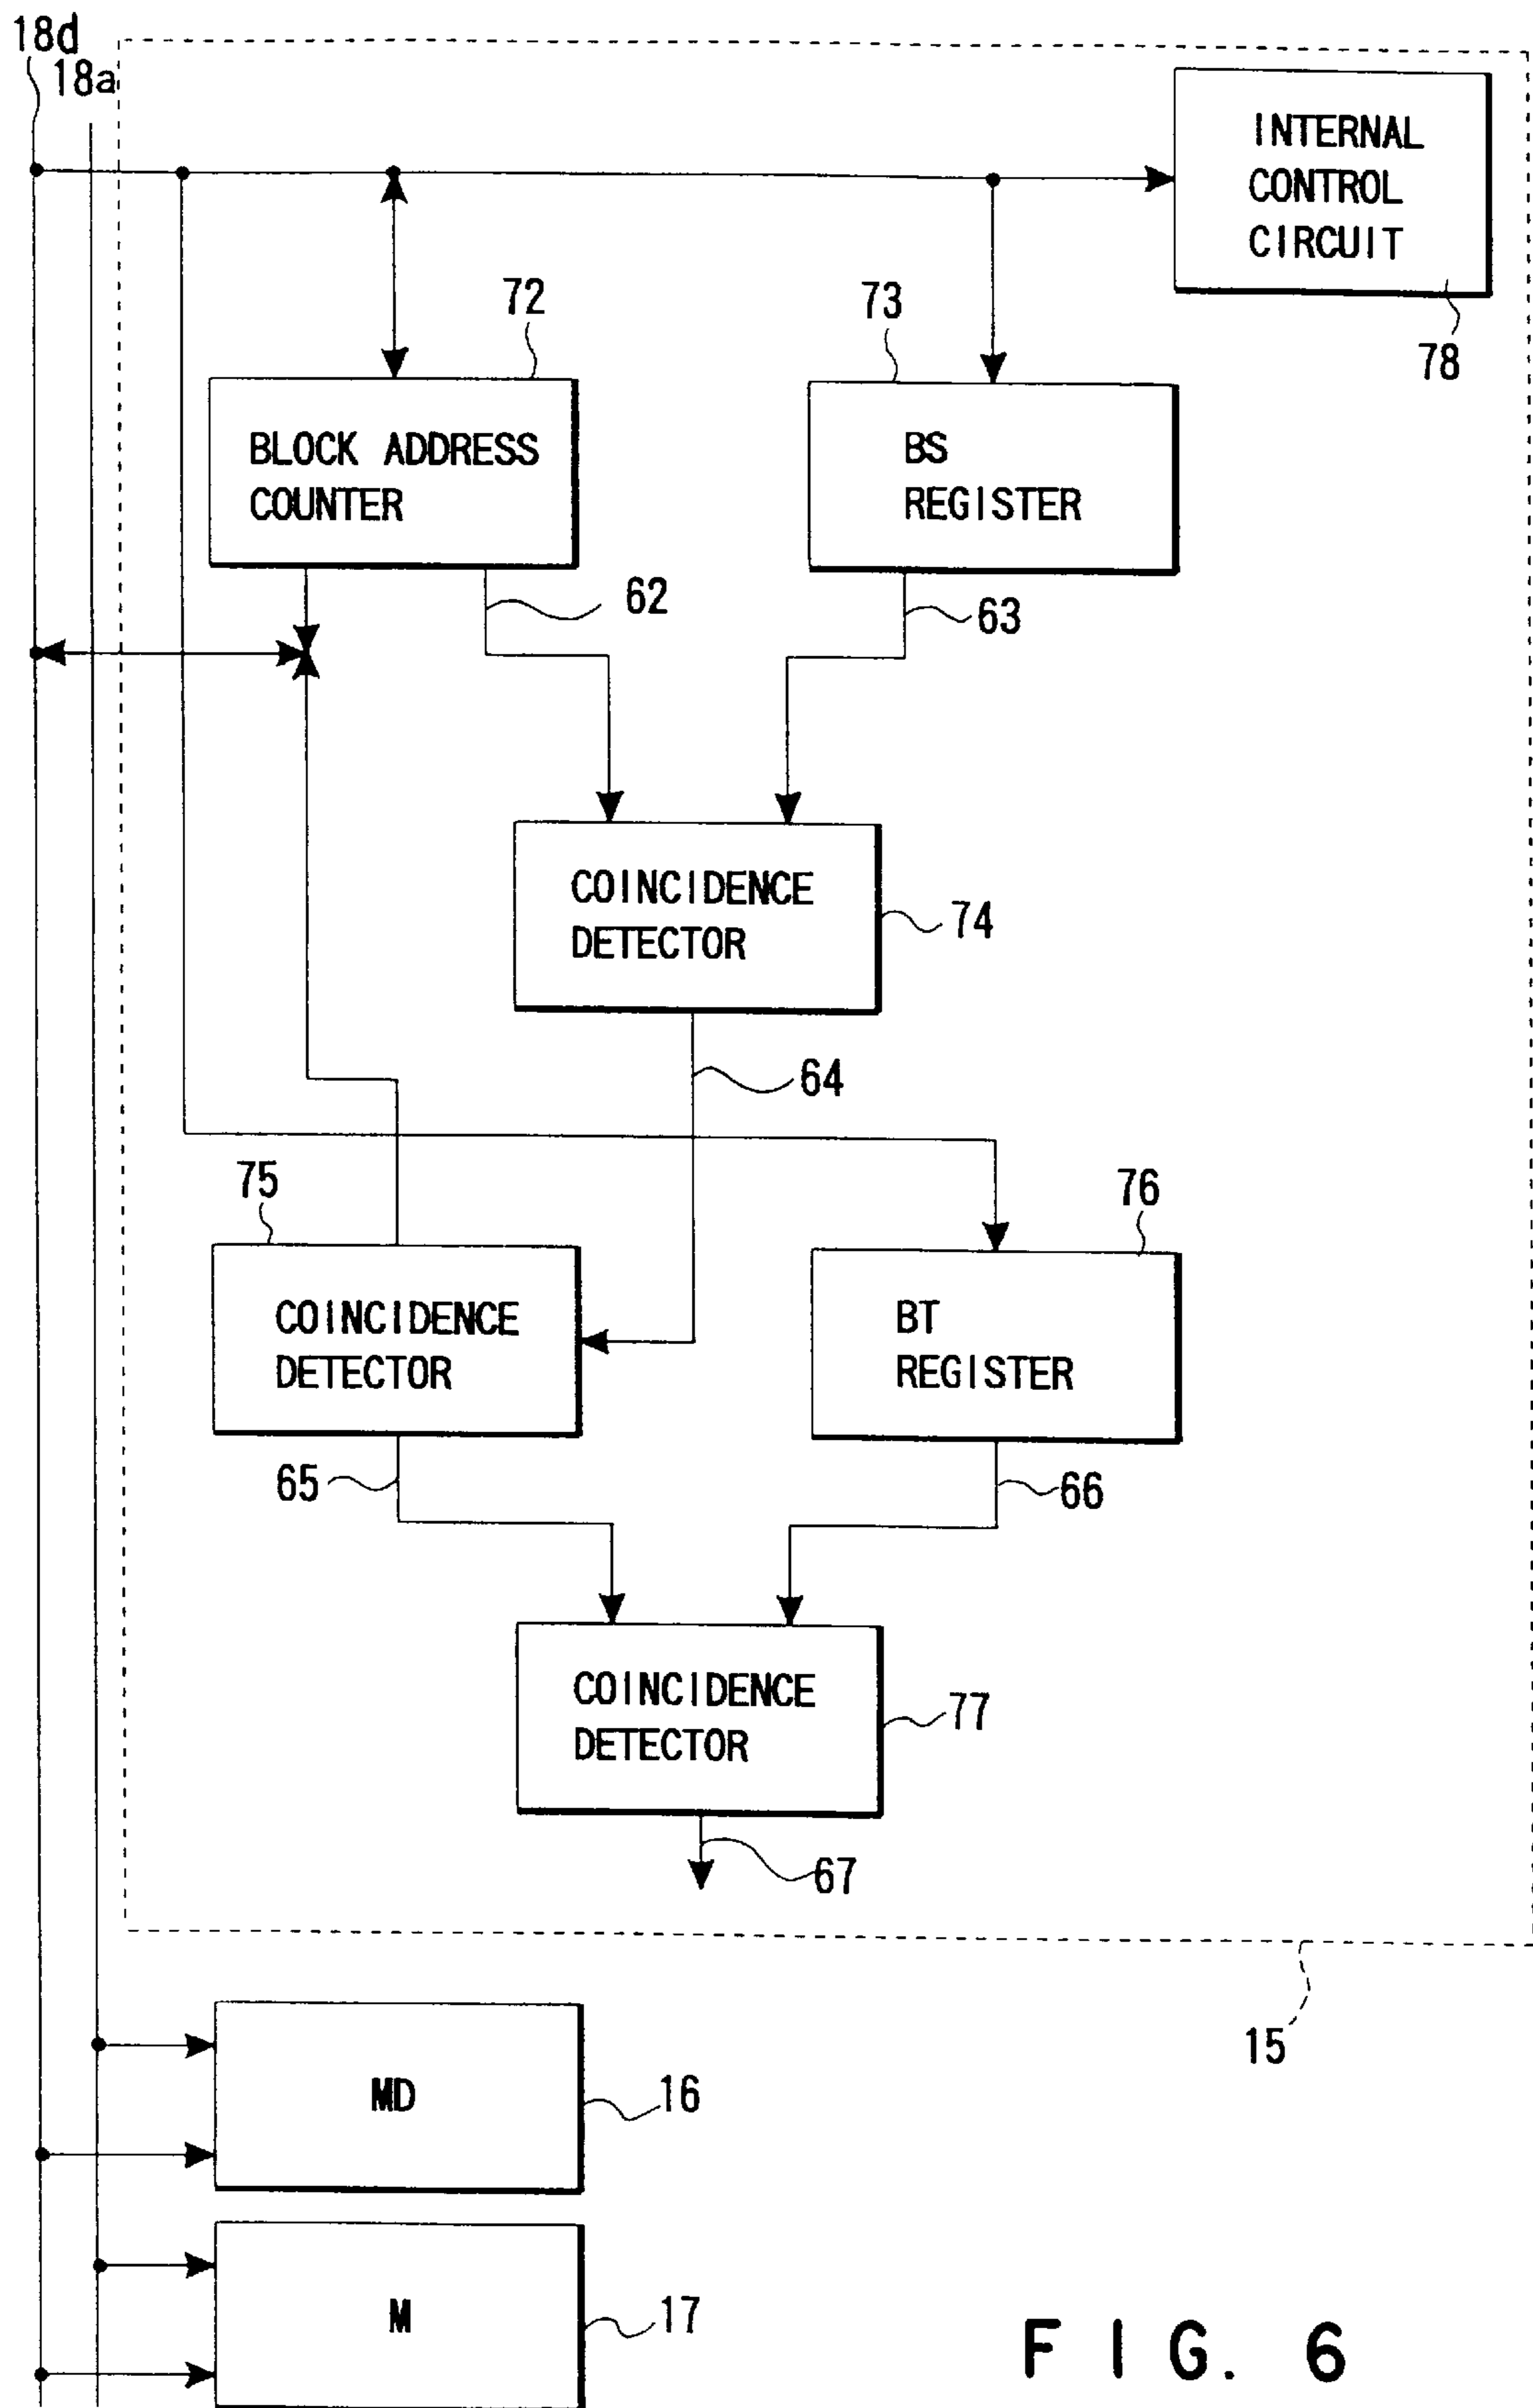 18d
18a
INTERNAL
CONTROL
CIRCUIT
78
72
73
BLOCK ADDRESS
COUNTER
BS
REGISTER
62
63
COINCIDENCE
DETECTOR
74
64
75
76
COINCIDENCE
DETECTOR
BT
REGISTER
65
66
COINCIDENCE
DETECTOR
77
67
15
MD
16
M
17
FIG. 6